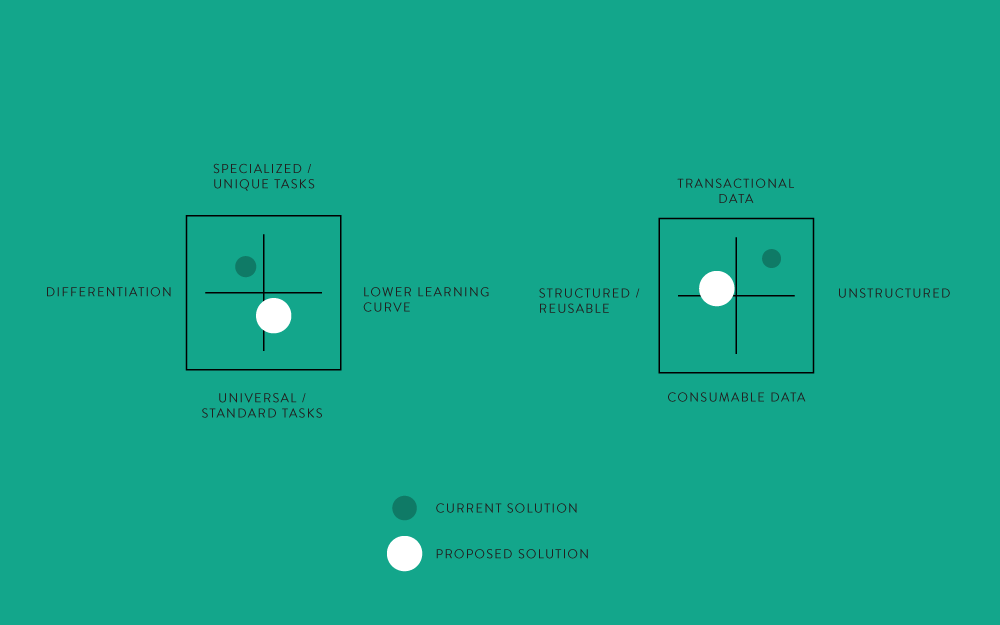 SPECIALIZED /
UNIQUE TASKS
DIFFERENTIATION
LOWER LEARNING
CURVE
UNIVERSAL /
STANDARD TASKS
TRANSACTIONAL
DATA
STRUCTURED /
REUSABLE
UNSTRUCTURED
CONSUMABLE DATA
CURRENT SOLUTION
PROPOSED SOLUTION